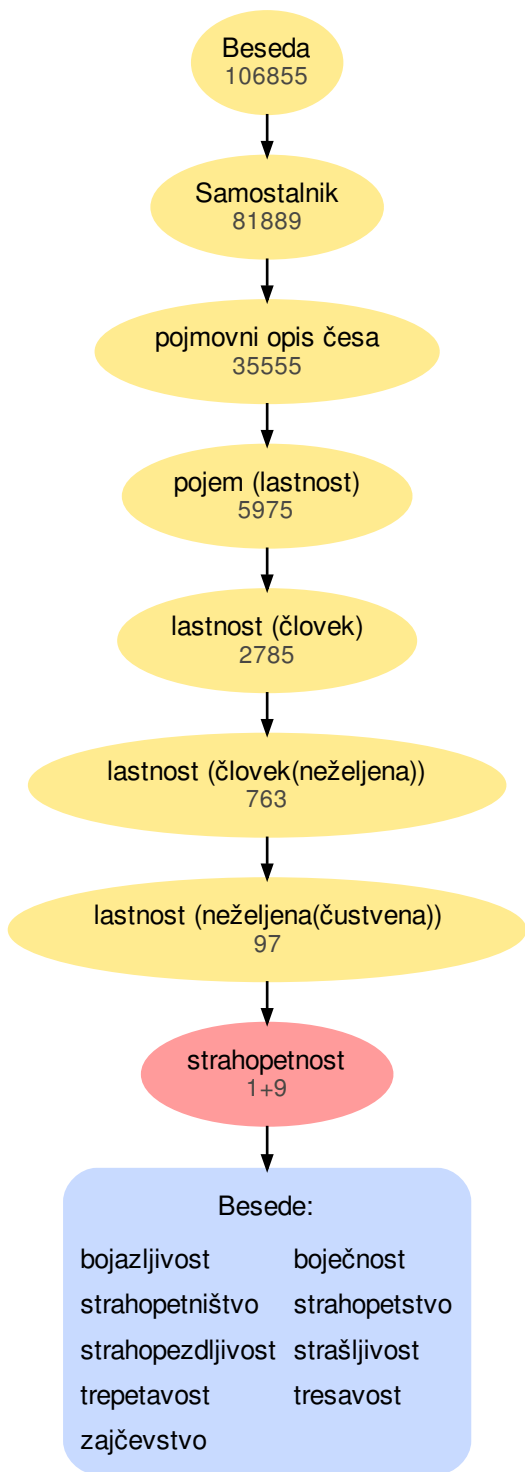 Beseda
106855
Samostalnik
81889
pojmovni opis česa
35555
pojem (lastnost)
5975
lastnost (človek)
2785
lastnost (človek(neželjena))
763
lastnost (neželjena(čustvena))
97
strahopetnost
1+9
Besede:
bojazljivost boječnost
strahopetništvo strahopetstvo
strahopezdljivost strašljivost
trepetavost tresavost
zajčevstvo